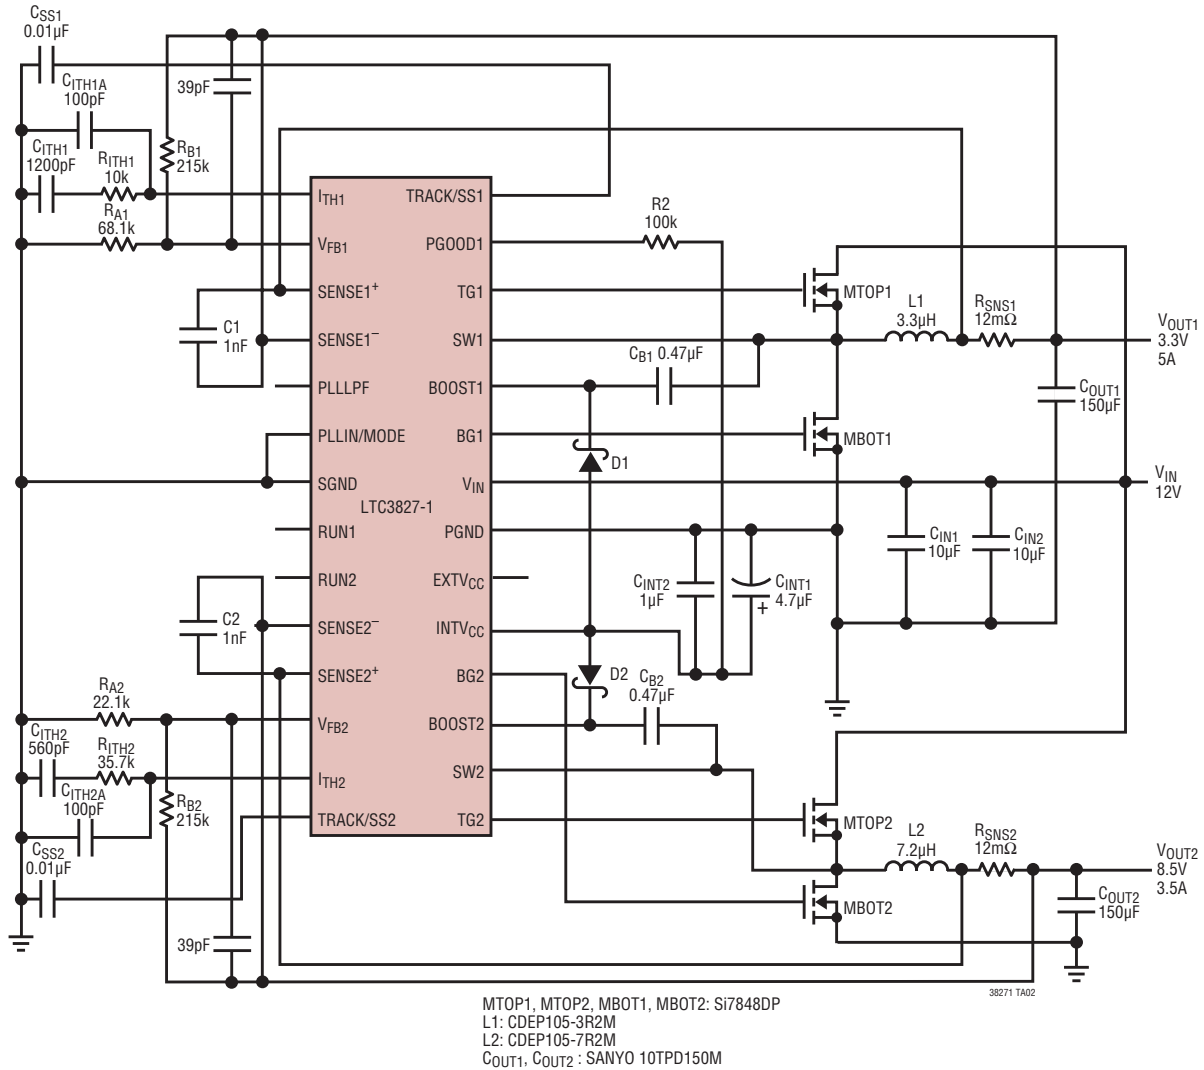 CSS1
0.01µF
CITH1A
100pF
39pF
CITH1
1200pF
RITH1
10k
RB1
215k
RA1
68.1k
ITH1
TRACK/SS1
R2
100k
VFB1
PGOOD1
SENSE1+
TG1
MTOP1
L1
3.3µH
RSNS1
12mΩ
VOUT1
3.3V
5A
C1
1nF
SENSE1–
SW1
CB1 0.47µF
PLLLPF
BOOST1
COUT1
150µF
PLLIN/MODE
BG1
MBOT1
D1
SGND
VIN
VIN
12V
LTC3827-1
RUN1
PGND
CIN1
10µF
CIN2
10µF
RUN2
EXTVCC
CINT2
1µF
CINT1
4.7µF
+
C2
1nF
SENSE2–
INTVCC
SENSE2+
BG2
D2
CB2
0.47µF
RA2
22.1k
VFB2
BOOST2
CITH2
560pF
RITH2
35.7k
ITH2
SW2
CITH2A
100pF
RB2
215k
TRACK/SS2
TG2
MTOP2
L2
7.2µH
RSNS2
12mΩ
VOUT2
8.5V
3.5A
CSS2
0.01µF
MBOT2
COUT2
150µF
39pF
38271 TA02
MTOP1, MTOP2, MBOT1, MBOT2: Si7848DP
L1: CDEP105-3R2M
L2: CDEP105-7R2M
COUT1, COUT2 : SANYO 10TPD150M